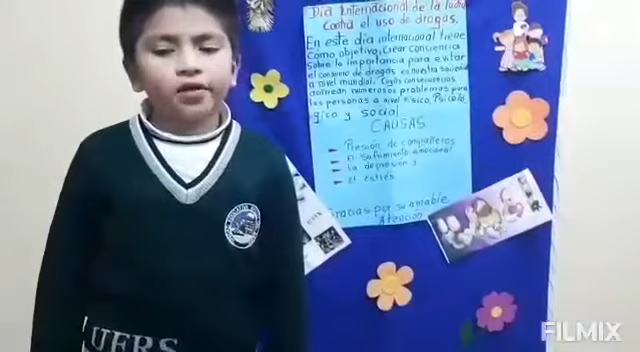 Día Internacional de la lucha
Contra el uso de drogas.
En este día internacional tiene
Como objetivo, Crear conciencia
Sobre la importancia para evitar
el consumo de drogas en nuestra sociedad
a nivel mundial.
numerosos problemas para
las personas a nivel físico, Psicoló
gico y social
CAUSAS
Presión de compañeros
el Sufrimiento emocional
la depresión y
el estrés
Gracias por su amable
Atención
UERS
FILMIX